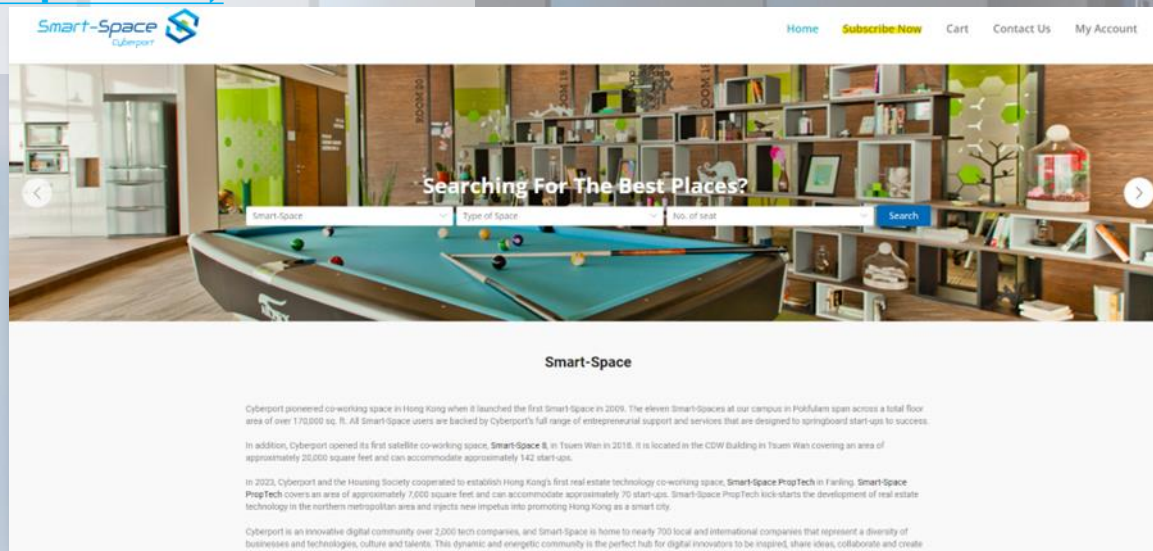 Smart-Space
Cyberport
Home Subscribe Now Cart Contact Us My Account
ROOM 20
ROOM 19
ROOM 18
Searching For The Best Places?
Smart-Space Type of Space No. of seat Search
Smart-Space
Cyberport pioneered co-working space in Hong Kong when it launched the first Smart-Space in 2009. The eleven Smart-Spaces at our campus in Pokfulam span across a total floor
area of over 170,000 sq. ft. All Smart-Space users are backed by Cyberport's full range of entrepreneurial support and services that are designed to springboard start-ups to success.
In addition, Cyberport opened its first satellite co-working space, Smart-Space 8, in Tsuen Wan in 2018. It is located in the CDW Building in Tsuen Wan covering an area of
approximately 20,000 square feet and can accommodate approximately 142 start-ups.
In 2023, Cyberport and the Housing Society cooperated to establish Hong Kong's first real estate technology co-working space, Smart-Space PropTech in Fanling. Smart-Space
PropTech covers an area of approximately 7,000 square feet and can accommodate approximately 70 start-ups. Smart-Space PropTech kick-starts the development of real estate
technology in the northern metropolitan area and injects new impetus into promoting Hong Kong as a smart city.
Cyberport is an innovative digital community over 2,000 tech companies, and Smart-Space is home to nearly 700 local and international companies that represent a diversity of
businesses and technologies, culture and talents. This dynamic and energetic community is the perfect hub for digital innovators to be inspired, share ideas, collaborate and create